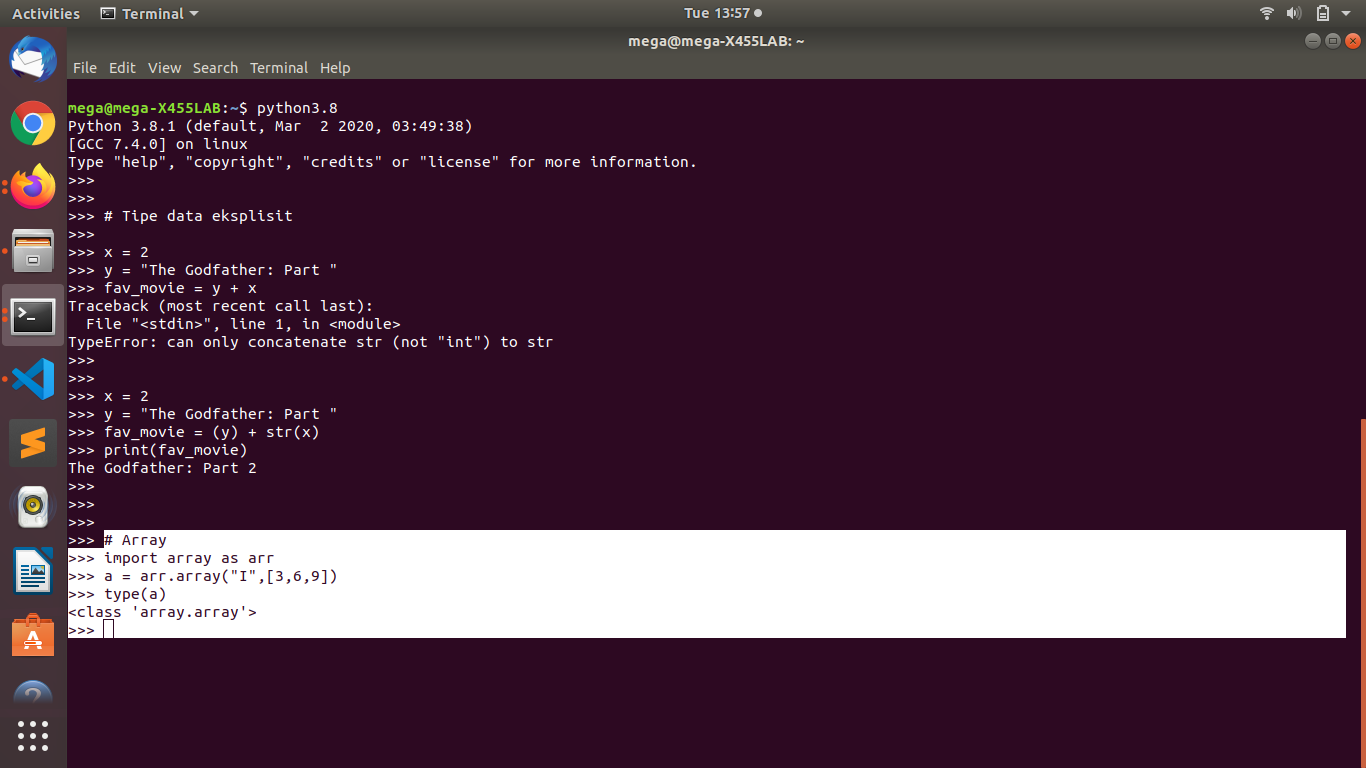 Activities Terminal Tue 13:57
mega@mega-X455LAB: ~
File Edit View Search Terminal Help
mega@mega-X455LAB:~$ python3.8
Python 3.8.1 (default, Mar  2 2020, 03:49:38)
[GCC 7.4.0] on linux
Type "help", "copyright", "credits" or "license" for more information.
>>>
>>>
>>> # Tipe data eksplisit
>>>
>>> x = 2
>>> y = "The Godfather: Part "
>>> fav_movie = y + x
Traceback (most recent call last):
  File "<stdin>", line 1, in <module>
TypeError: can only concatenate str (not "int") to str
>>>
>>>
>>> x = 2
>>> y = "The Godfather: Part "
>>> fav_movie = (y) + str(x)
>>> print(fav_movie)
The Godfather: Part 2
>>>
>>>
>>>
>>> # Array
>>> import array as arr
>>> a = arr.array("I",[3,6,9])
>>> type(a)
<class 'array.array'>
>>>